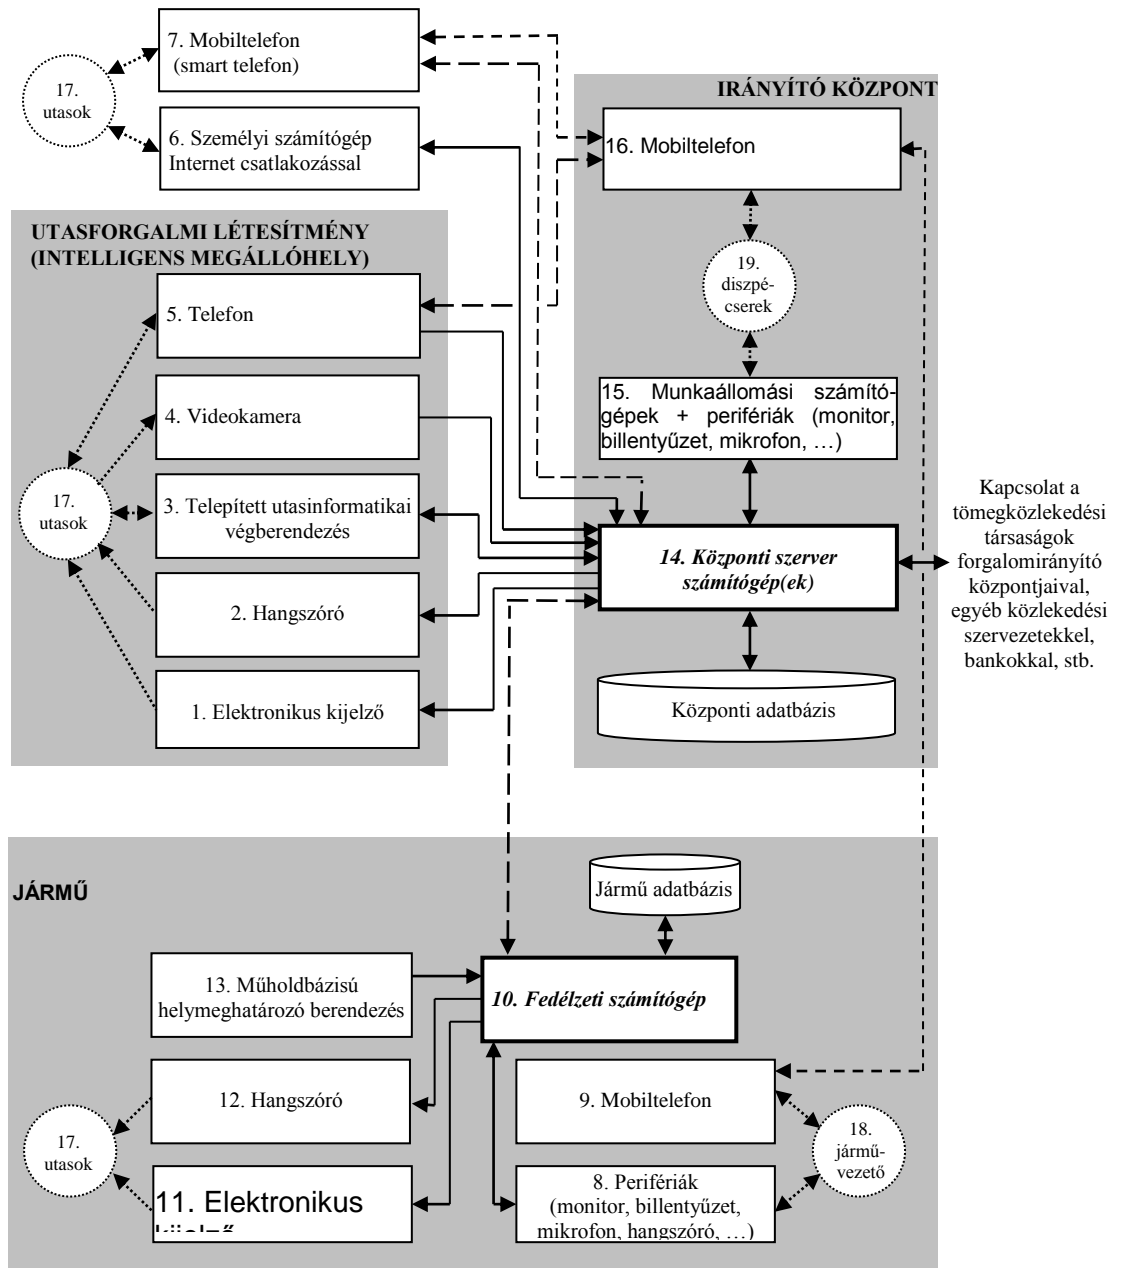 7. Mobiltelefon
(smart telefon)
17.
utasok
6. Személyi számítógép
Internet csatlakozással
IRÁNYÍTÓ KÖZPONT
16. Mobiltelefon
19.
diszpé-
cserek
15. Munkaállomási számító-
gépek + perifériák (monitor,
billentyűzet, mikrofon, …)
14. Központi szerver
számítógép(ek)
Központi adatbázis
Kapcsolat a
tömegközlekedési
társaságok
forgalomirányító
központjaival,
egyéb közlekedési
szervezetekkel,
bankokkal, stb.
UTASFORGALMI LÉTESÍTMÉNY
(INTELLIGENS MEGÁLLÓHELY)
5. Telefon
4. Videokamera
17.
utasok
3. Telepített utasinformatikai
végberendezés
2. Hangszóró
1. Elektronikus kijelző
JÁRMŰ
Jármű adatbázis
13. Műholdbázisú
helymeghatározó berendezés
10. Fedélzeti számítógép
12. Hangszóró
9. Mobiltelefon
17.
utasok
18.
jármű-
vezető
11. Elektronikus
8. Perifériák
(monitor, billentyűzet,
mikrofon, hangszóró, …)